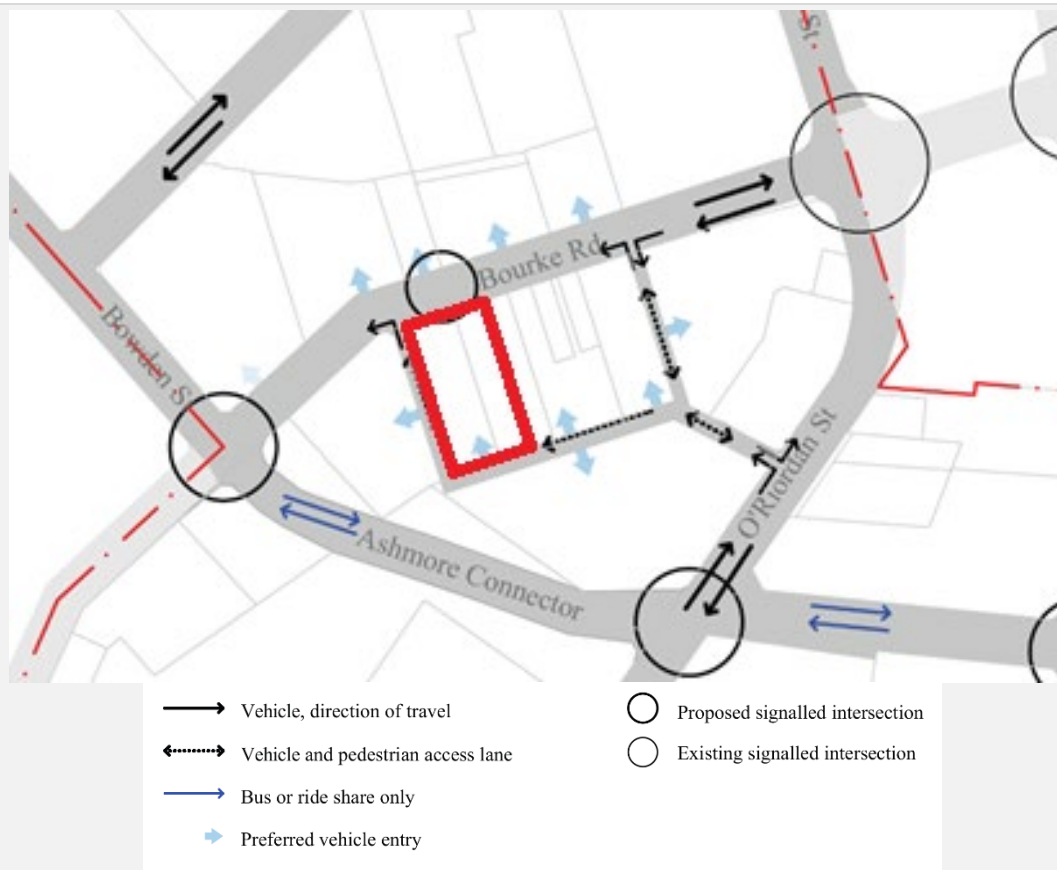 St
Bourke Rd
Bowden St
O'Riordan St
Ashmore Connector
Vehicle, direction of travel
Vehicle and pedestrian access lane
Bus or ride share only
Preferred vehicle entry
Proposed signalled intersection
Existing signalled intersection